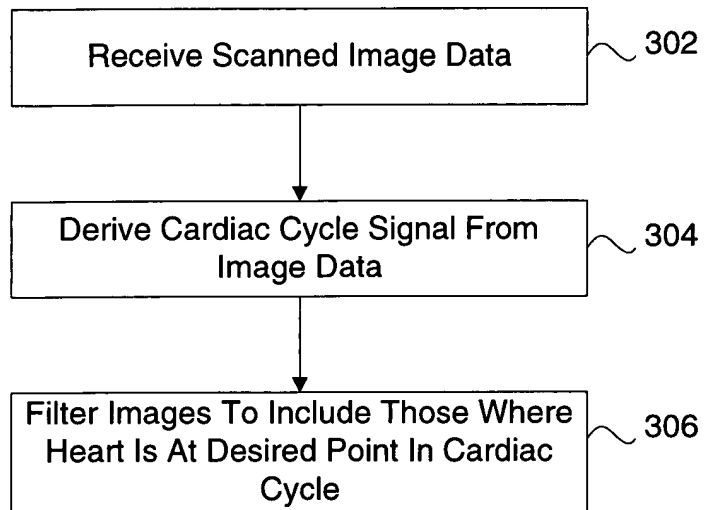 Receive Scanned Image Data
302
Derive Cardiac Cycle Signal From
Image Data
304
Filter Images To Include Those Where
Heart Is At Desired Point In Cardiac
Cycle
306